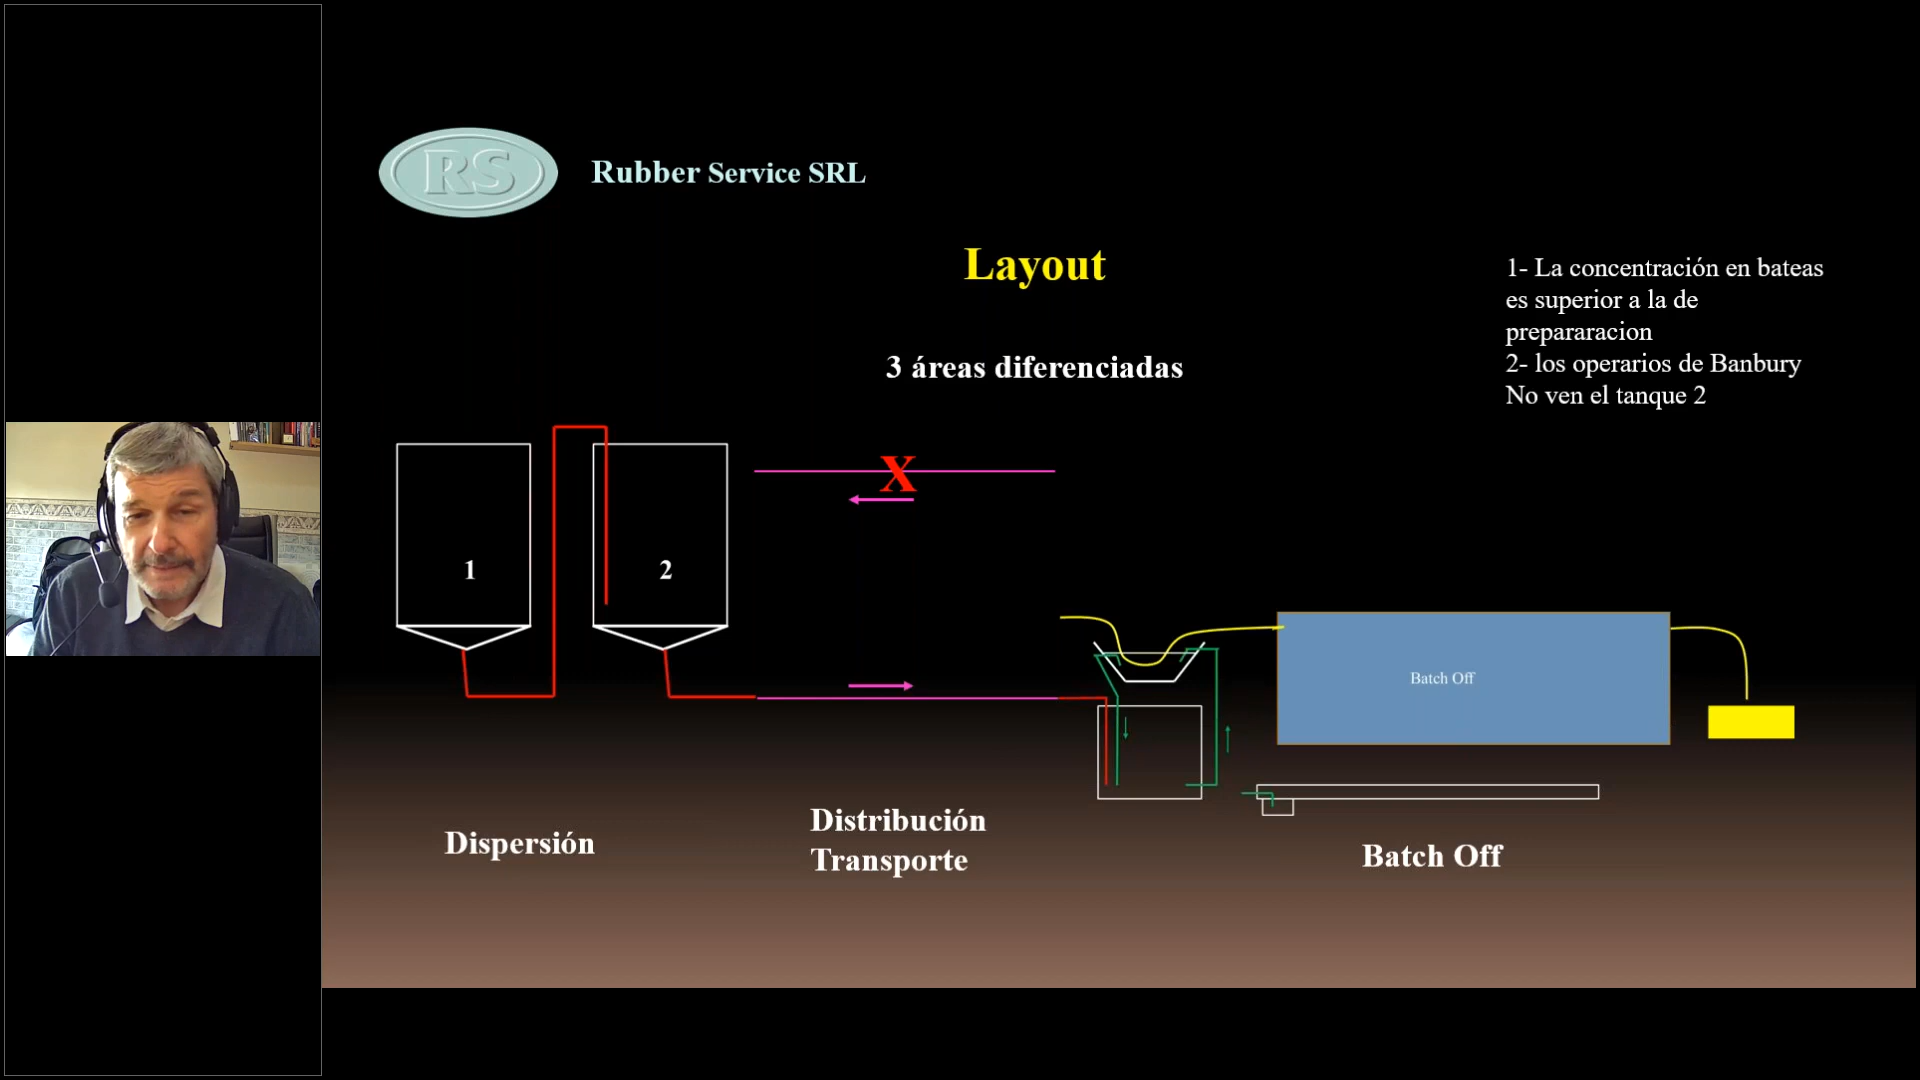 RS
Rubber Service SRL
Layout
3 áreas diferenciadas
1- La concentración en bateas
es superior a la de
prepararacion
2- los operarios de Banbury
No ven el tanque 2
X
1
2
Batch Off
Dispersión
Distribución
Transporte
Batch Off